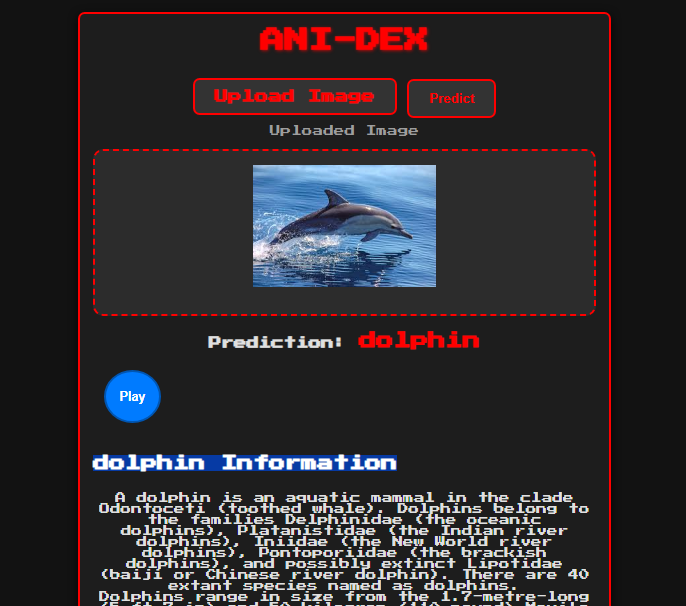 ANI-DEX
Upload Image
Predict
Uploaded Image
Prediction: dolphin
Play
dolphin Information
A dolphin is an aquatic mammal in the clade
Odontoceti (toothed whale). Dolphins belong to
the families Delphinidae (the oceanic
dolphins), Platanistidae (the Indian river
dolphins), Iniidae (the New World river
dolphins), Pontoporiidae (the brackish
dolphins), and possibly extinct Lipotidae
(baiji or Chinese river dolphin). There are 40
extant species named as dolphins.
Dolphins range in size from the 1.7-metre-long